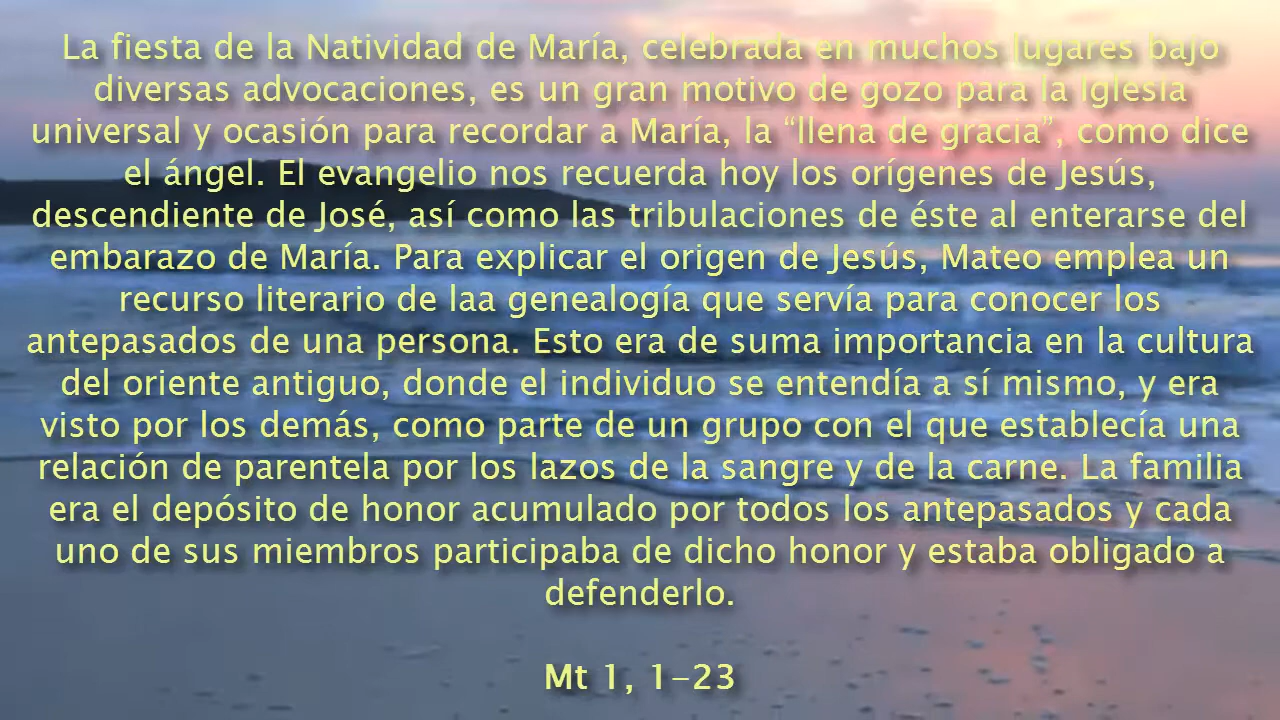 La fiesta de la Natividad de María, celebrada en muchos lugares bajo
diversas advocaciones, es un gran motivo de gozo para la Iglesia
universal y ocasión para recordar a María, la “llena de gracia”, como dice
el ángel. El evangelio nos recuerda hoy los orígenes de Jesús,
descendiente de José, así como las tribulaciones de éste al enterarse del
embarazo de María. Para explicar el origen de Jesús, Mateo emplea un
recurso literario de laa genealogía que servía para conocer los
antepasados de una persona. Esto era de suma importancia en la cultura
del oriente antiguo, donde el individuo se entendía a sí mismo, y era
visto por los demás, como parte de un grupo con el que establecía una
relación de parentela por los lazos de la sangre y de la carne. La familia
era el depósito de honor acumulado por todos los antepasados y cada
uno de sus miembros participaba de dicho honor y estaba obligado a
defenderlo.
Mt 1, 1-23